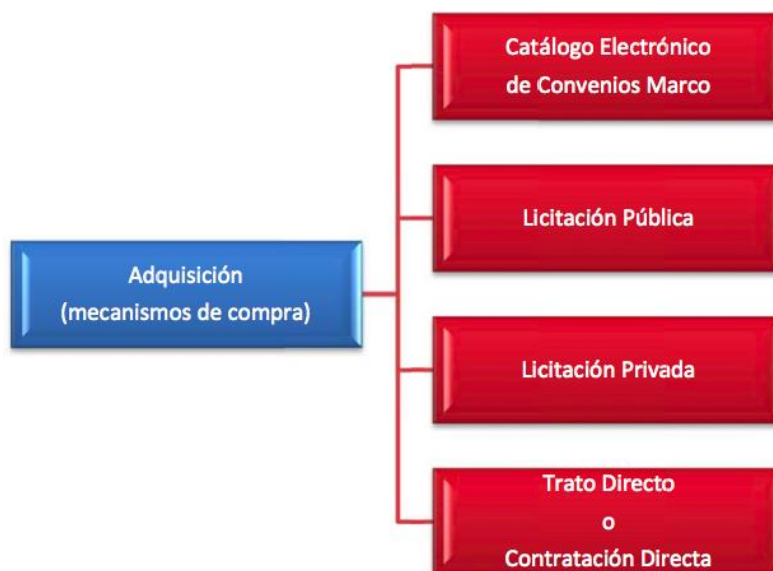 Catálogo Electrónico
de Convenios Marco
Licitación Pública
Adquisición
(mecanismos de compra)
Licitación Privada
Trato Directo
o
Contratación Directa